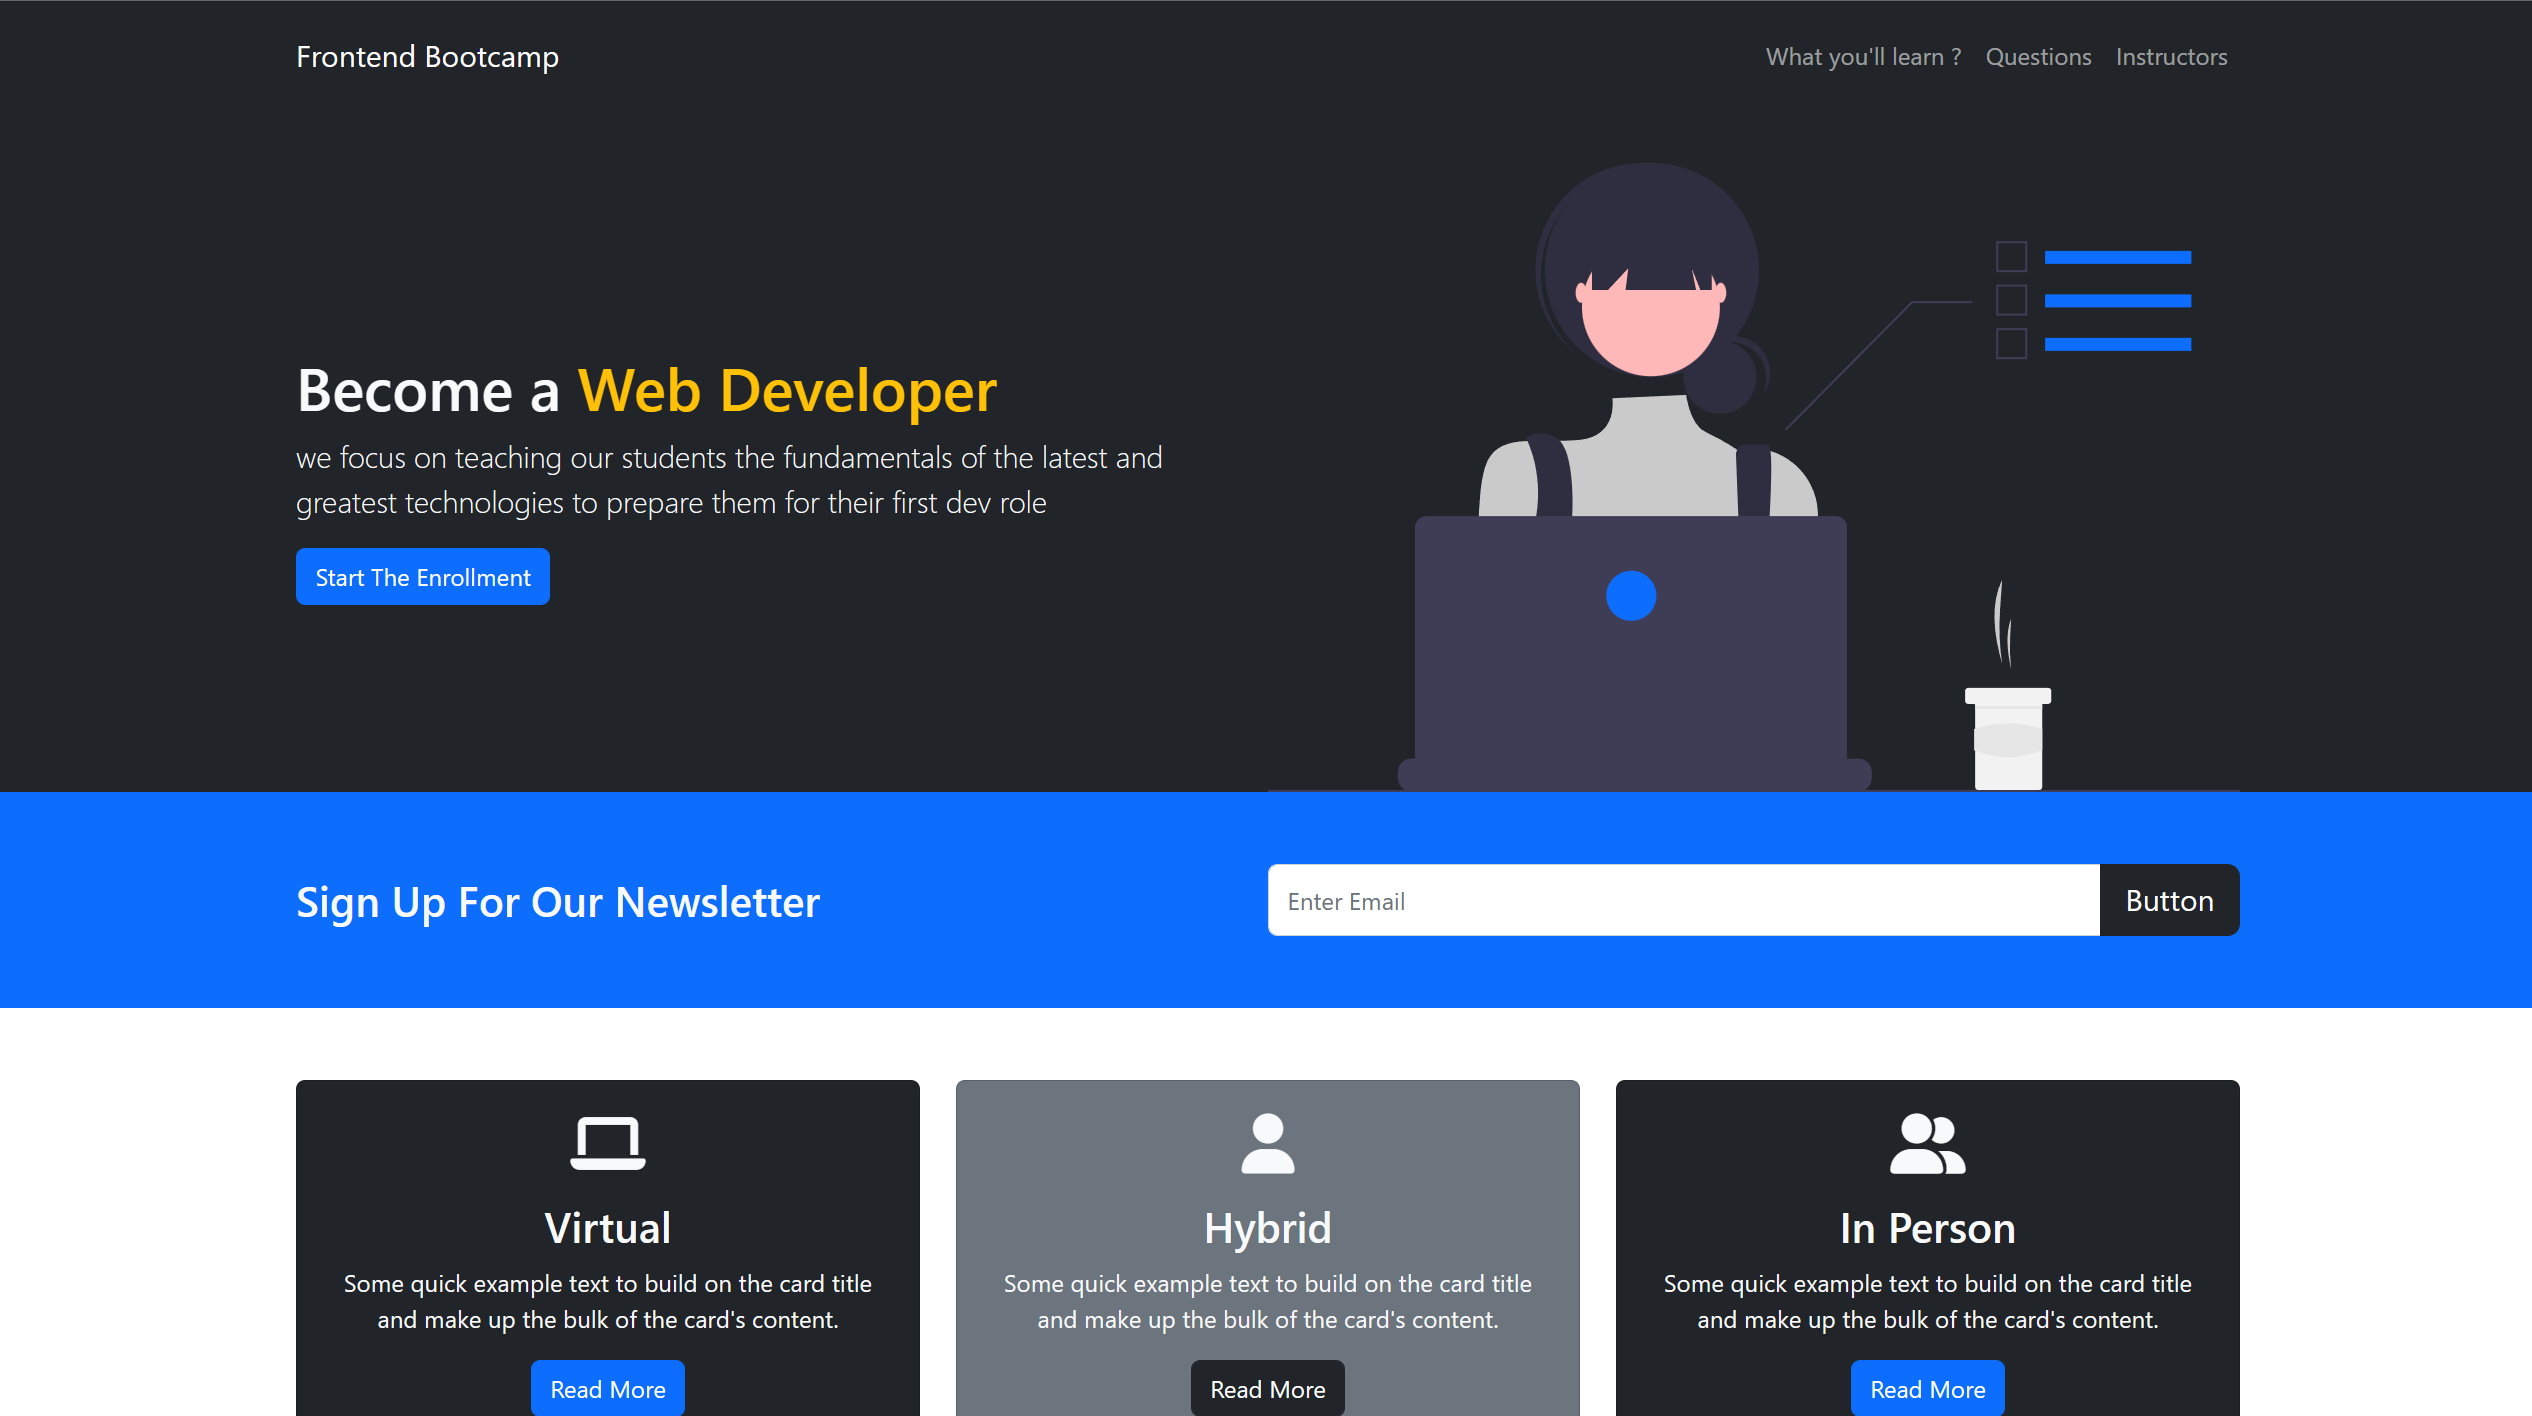 Frontend Bootcamp
What you'll learn ? Questions Instructors
Become a Web Developer
we focus on teaching our students the fundamentals of the latest and
greatest technologies to prepare them for their first dev role
Start The Enrollment
Sign Up For Our Newsletter
Enter Email
Button
Virtual
Some quick example text to build on the card title
and make up the bulk of the card's content.
Read More
Hybrid
Some quick example text to build on the card title
and make up the bulk of the card's content.
Read More
In Person
Some quick example text to build on the card title
and make up the bulk of the card's content.
Read More